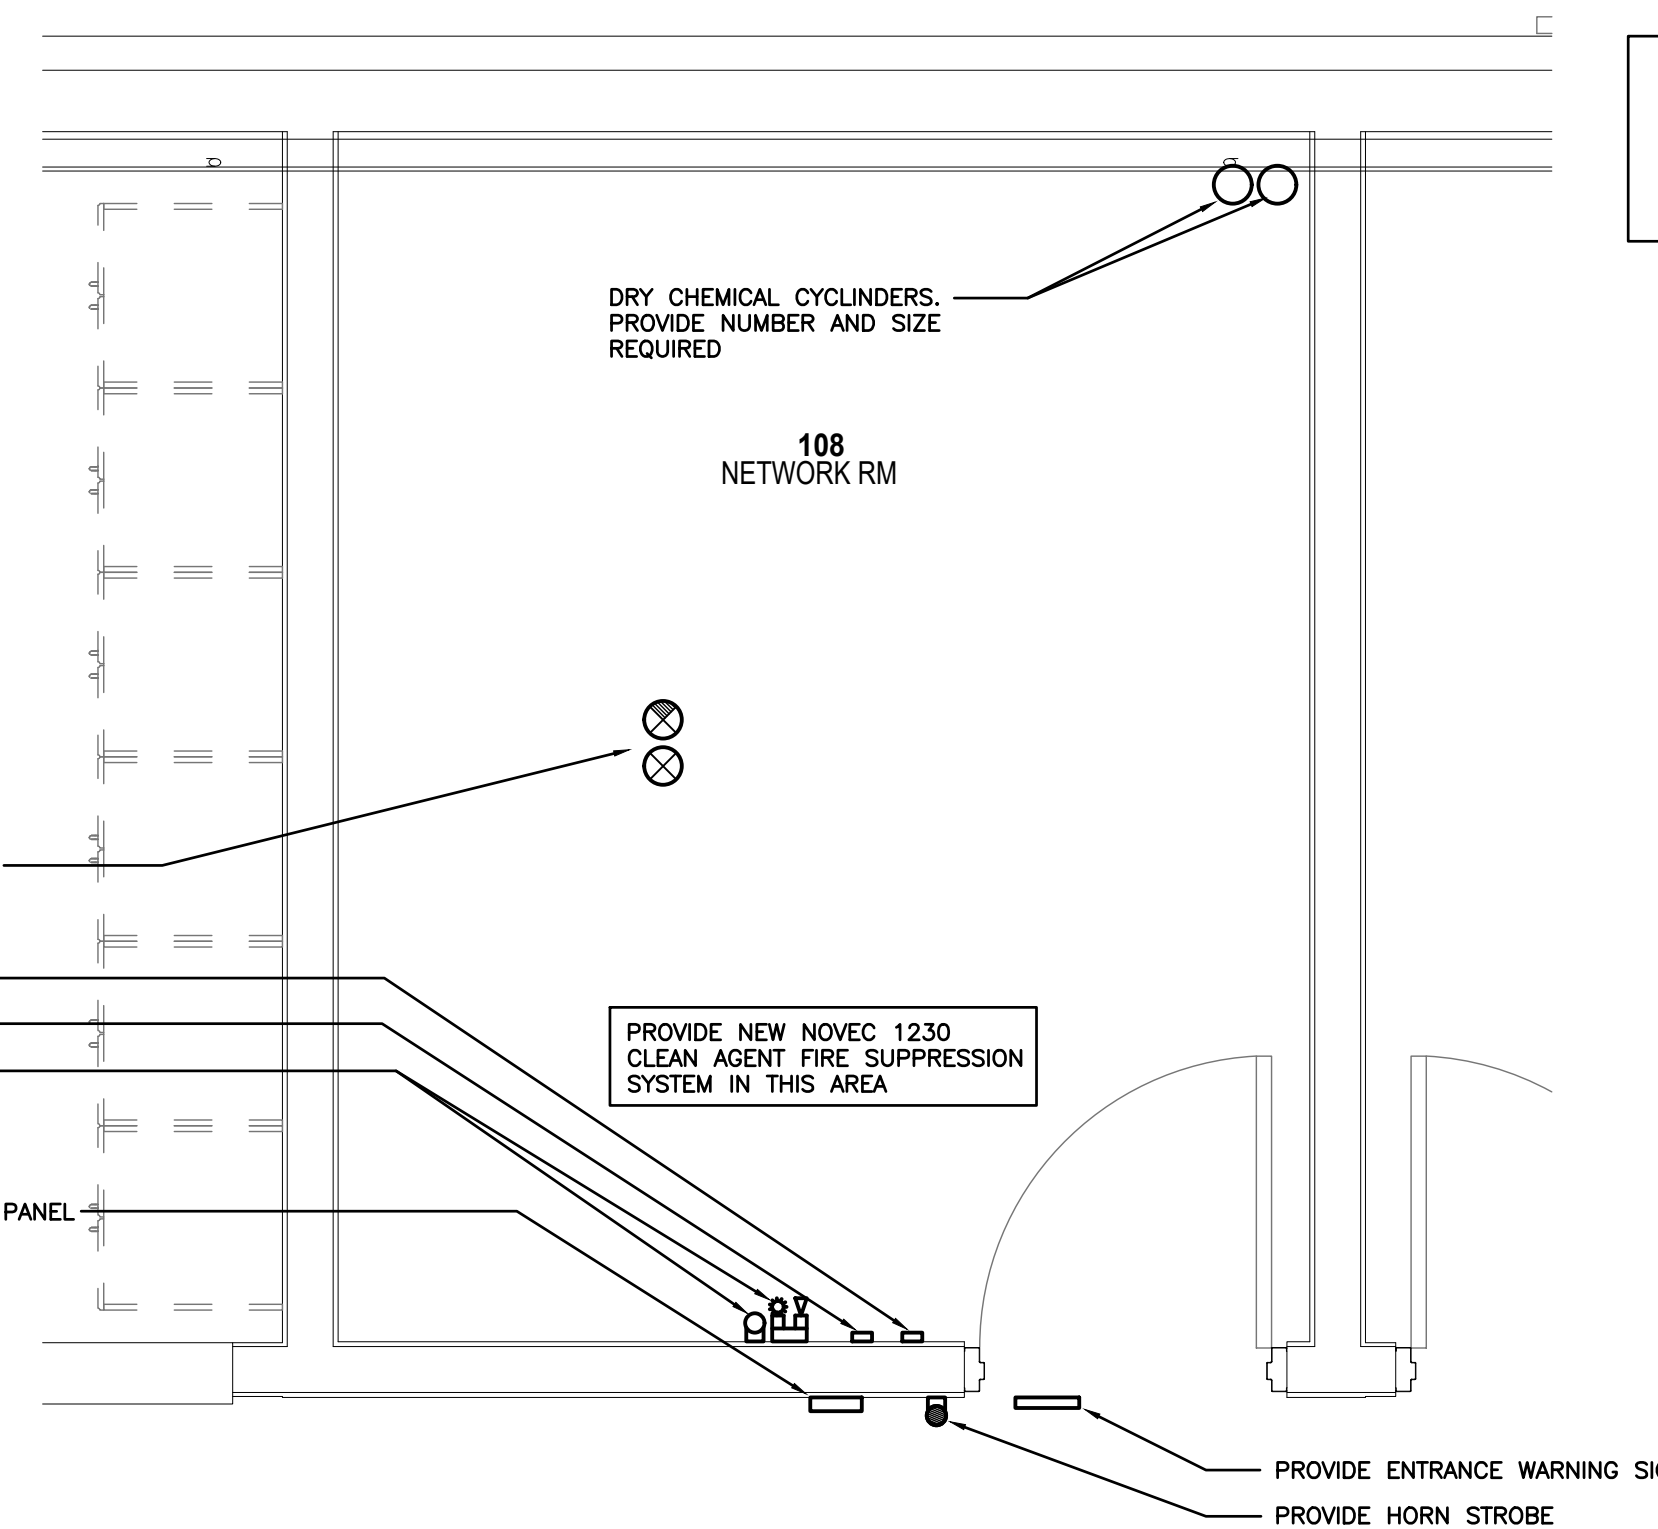 d
d
DRY CHEMICAL CYCLINDERS.
PROVIDE NUMBER AND SIZE
REQUIRED
108
NETWORK RM
PROVIDE NEW NOVEC 1230
CLEAN AGENT FIRE SUPPRESSION
SYSTEM IN THIS AREA
PANEL
PROVIDE ENTRANCE WARNING
PROVIDE HORN STROBE